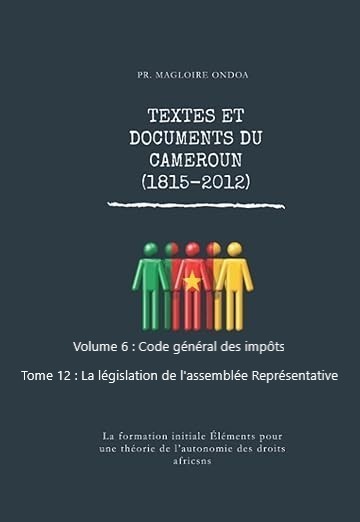 PR. MAGLOIRE ONDOA
TEXTES ET
DOCUMENTS DU
CAMEROUN
(1815-2012)
Volume 6 : Code général des impôts
Tome 12 : La législation de l'assemblée Représentative
La formation initiale Éléments pour
une théorie de l'autonomie des droits
africsns